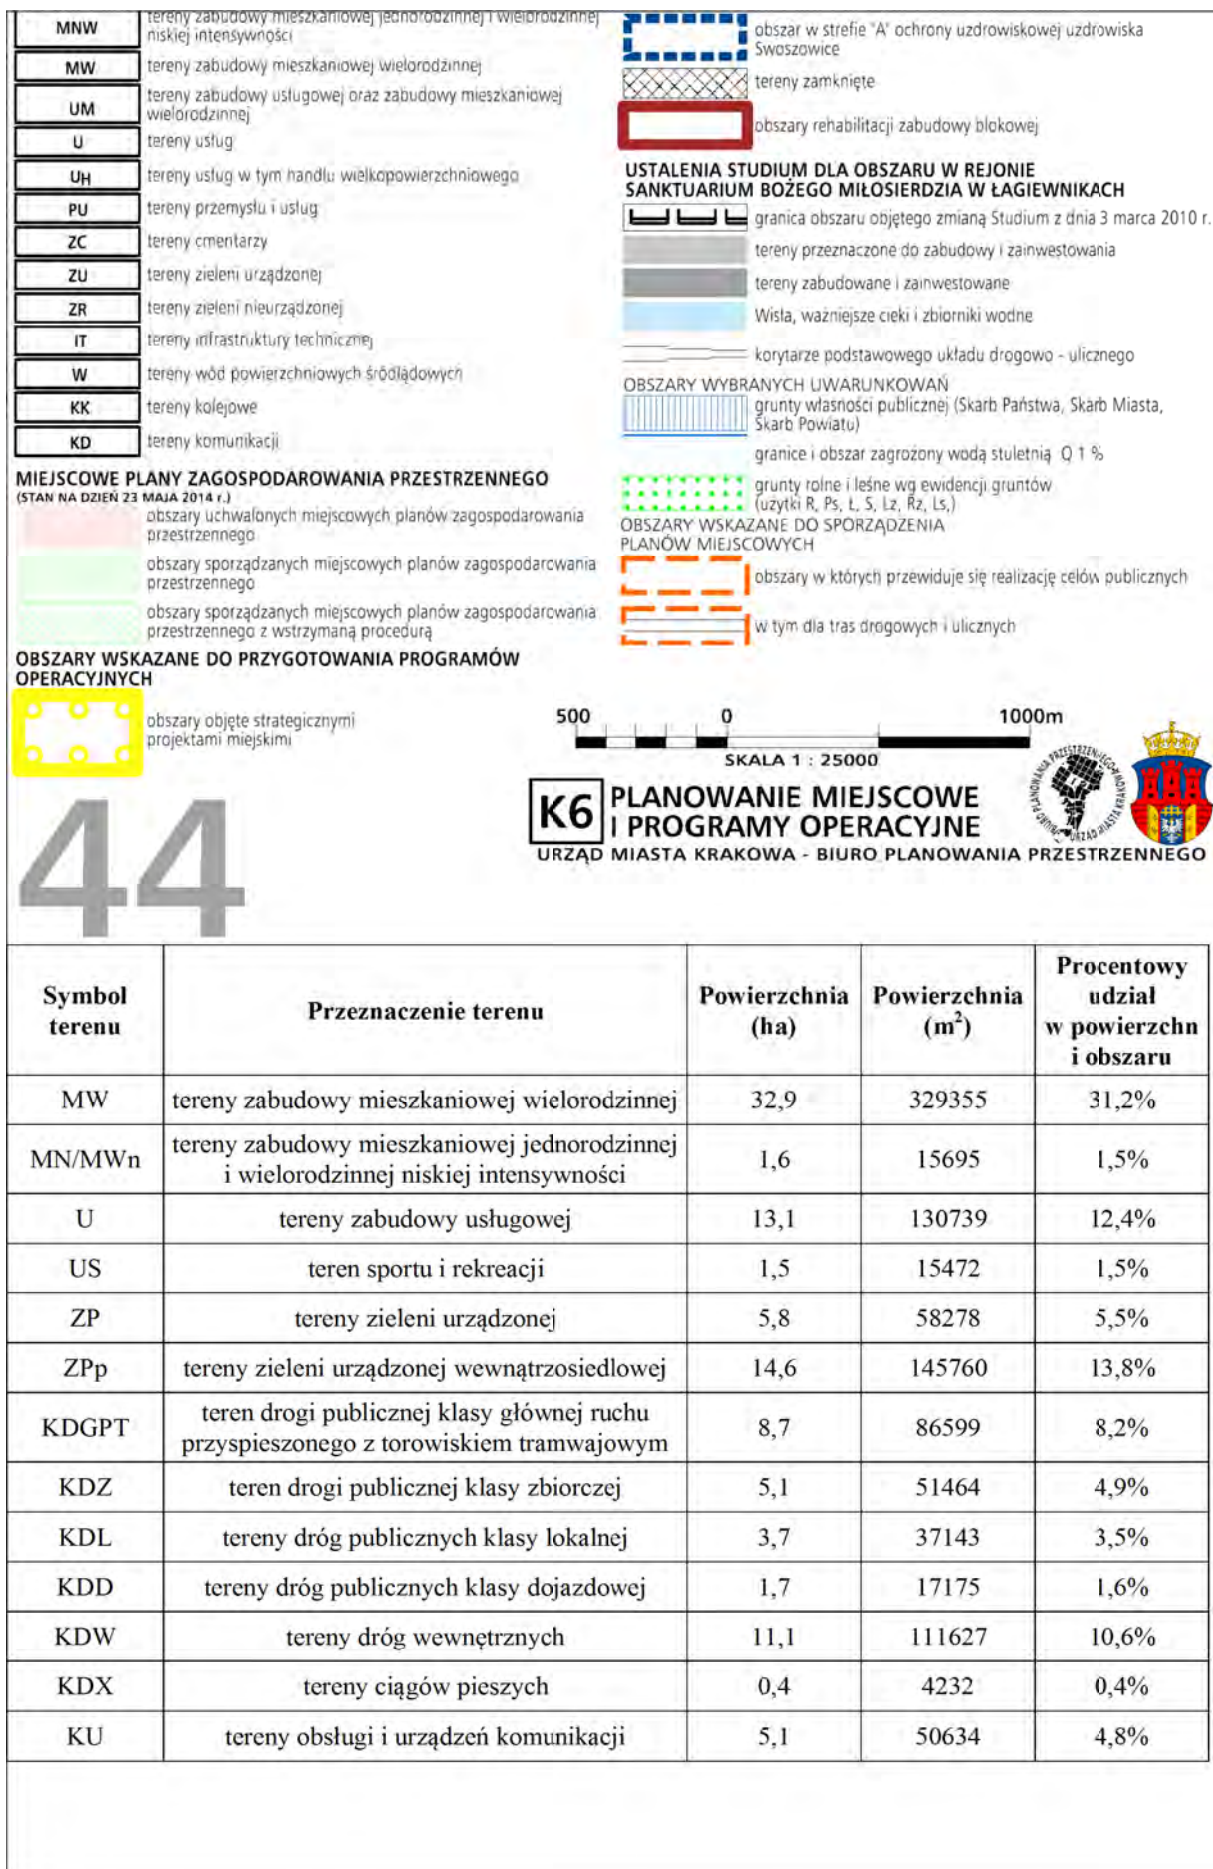 MNW tereny zabudowy mieszkaniowej jednorodzinnej i wielorodzinnej
niskiej intensywności
MW tereny zabudowy mieszkaniowej wielorodzinnej
UM tereny zabudowy usługowej oraz zabudowy mieszkaniowej
wielorodzinnej
U tereny usług
UH tereny usług w tym handlu wielkopowierzchniowego
PU tereny przemysłu i usług
ZC tereny cmentarzy
ZU tereny zieleni urządzonej
ZR tereny zieleni nieurządzonej
IT tereny infrastruktury technicznej
W tereny wód powierzchniowych śródlądowych
KK tereny kolejowe
KD tereny komunikacji
MIEJSCOWE PLANY ZAGOSPODAROWANIA PRZESTRZENNEGO
(STAN NA DZIEŃ 23 MAJA 2014 r.)
obszary uchwalonych miejscowych planów zagospodarowania
przestrzennego
obszary sporządzanych miejscowych planów zagospodarowania
przestrzennego
obszary sporządzanych miejscowych planów zagospodarowania
przestrzennego z wstrzymaną procedurą
OBSZARY WSKAZANE DO PRZYGOTOWANIA PROGRAMÓW
OPERACYJNYCH
obszary objęte strategicznymi
projektami miejskimi
44
obszar w strefie "A" ochrony uzdrowiskowej uzdrowiska
Swoszowice
tereny zamknięte
obszary rehabilitacji zabudowy blokowej
USTALENIA STUDIUM DLA OBSZARU W REJONIE
SANKTUARIUM BOŻEGO MIŁOSIERDZIA W ŁAGIEWNIKACH
granica obszaru objętego zmianą Studium z dnia 3 marca 2010 r.
tereny przeznaczone do zabudowy i zainwestowania
tereny zabudowane i zainwestowane
Wisła, ważniejsze cieki i zbiorniki wodne
korytarze podstawowego układu drogowo - ulicznego
OBSZARY WYBRANYCH UWARUNKOWAŃ
grunty własności publicznej (Skarb Państwa, Skarb Miasta,
Skarb Powiatu)
granice i obszar zagrożony wodą stuletnią Q 1 %
grunty rolne i leśne wg ewidencji gruntów
(użytki R, Ps, Ł, S, Lz, Rz, Ls,)
OBSZARY WSKAZANE DO SPORZĄDZENIA
PLANÓW MIEJSCOWYCH
obszary w których przewiduje się realizację celów publicznych
w tym dla tras drogowych i ulicznych
500 0 1000m
SKALA 1 : 25000
K6 PLANOWANIE MIEJSCOWE
I PROGRAMY OPERACYJNE
URZĄD MIASTA KRAKOWA - BIURO PLANOWANIA PRZESTRZENNEGO
Symbol terenu Przeznaczenie terenu Powierzchnia (ha) Powierzchnia (m²) Procentowy udział w powierzchn i obszaru
MW tereny zabudowy mieszkaniowej wielorodzinnej 32,9 329355 31,2%
MN/MWn tereny zabudowy mieszkaniowej jednorodzinnej
i wielorodzinnej niskiej intensywności 1,6 15695 1,5%
U tereny zabudowy usługowej 13,1 130739 12,4%
US teren sportu i rekreacji 1,5 15472 1,5%
ZP tereny zieleni urządzonej 5,8 58278 5,5%
ZPp tereny zieleni urządzonej wewnątrzosiedlowej 14,6 145760 13,8%
KDGPT teren drogi publicznej klasy głównej ruchu
przyspieszonego z torowiskiem tramwajowym 8,7 86599 8,2%
KDZ teren drogi publicznej klasy zbiorczej 5,1 51464 4,9%
KDL tereny dróg publicznych klasy lokalnej 3,7 37143 3,5%
KDD tereny dróg publicznych klasy dojazdowej 1,7 17175 1,6%
KDW tereny dróg wewnętrznych 11,1 111627 10,6%
KDX tereny ciągów pieszych 0,4 4232 0,4%
KU tereny obsługi i urządzeń komunikacji 5,1 50634 4,8%